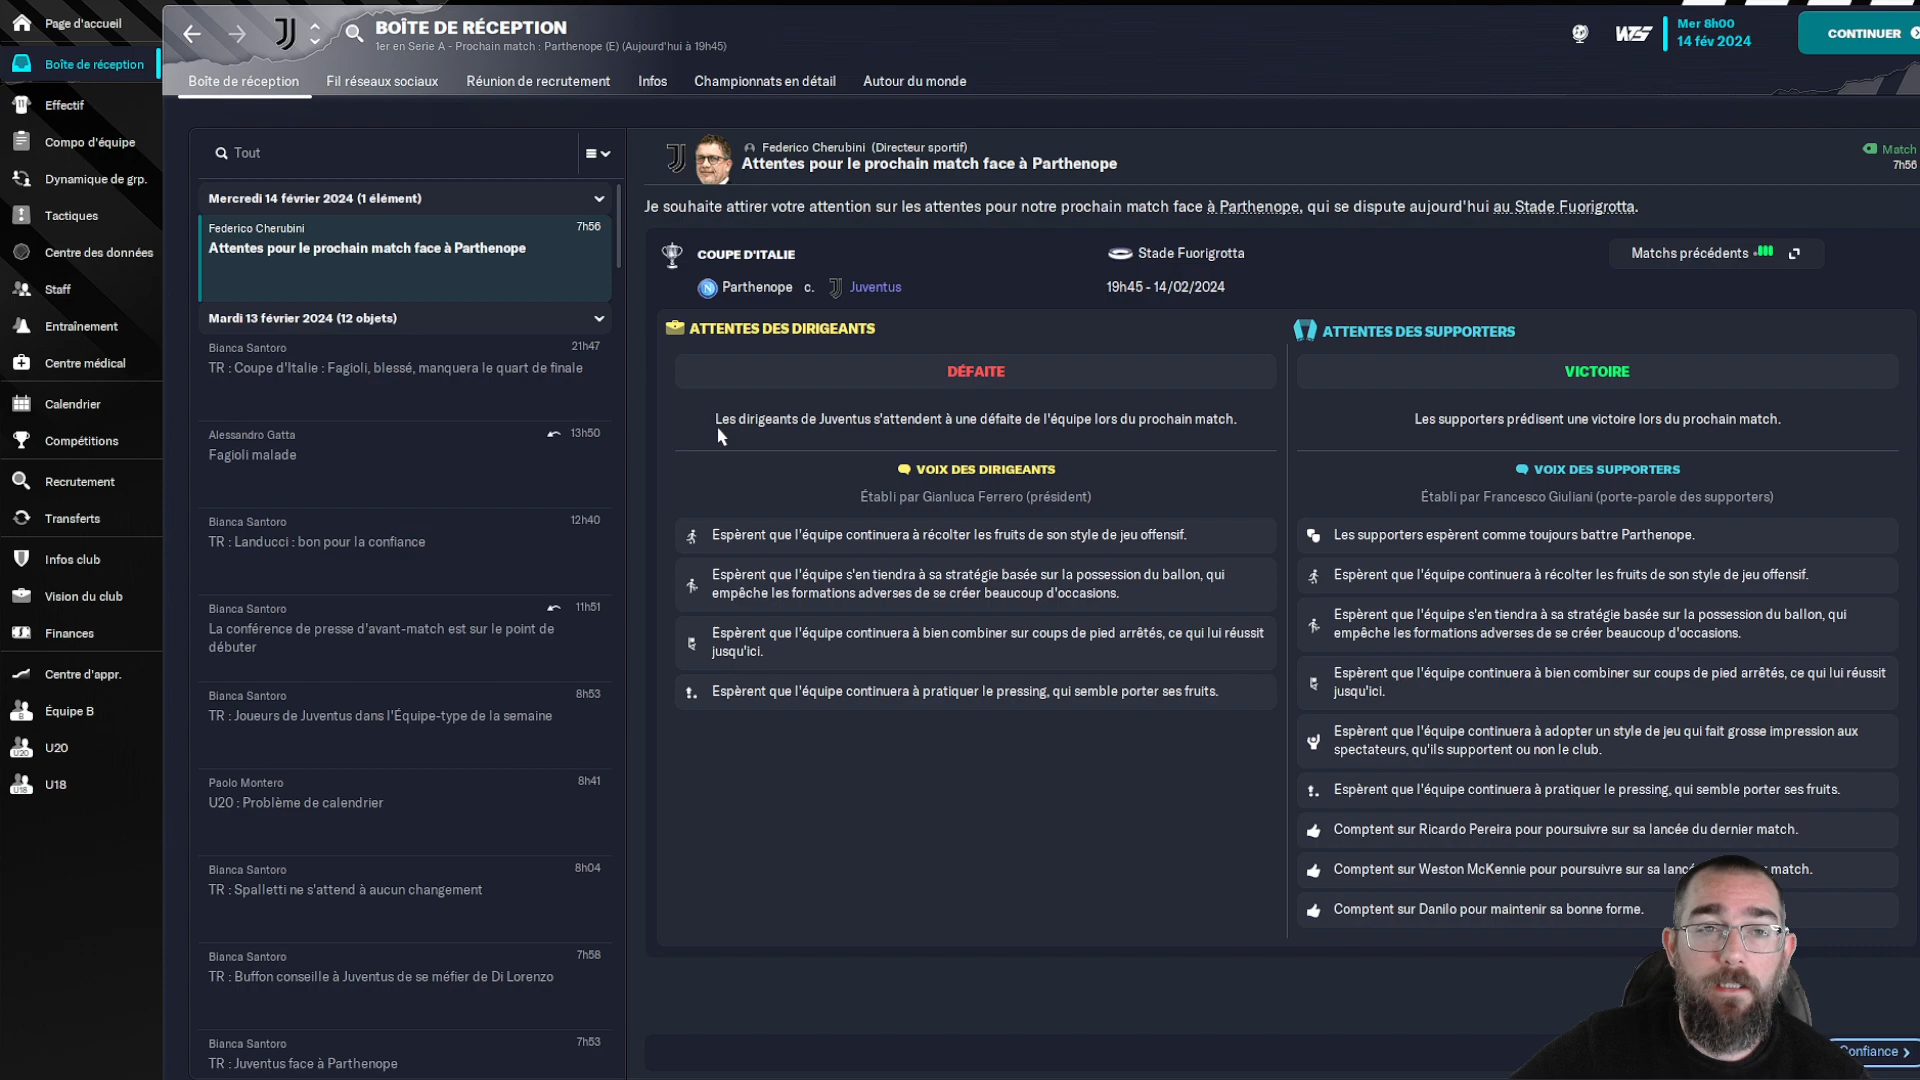 Page d'accueil
Boîte de réception
Effectif
Compo d'équipe
Dynamique de grp.
Tactiques
Centre des données
Staff
Entraînement
Centre médical
Calendrier
Compétitions
Recrutement
Transferts
Infos club
Vision du club
Finances
Centre d'appr.
Équipe B
U20
U18
BOÎTE DE RÉCEPTION
1er en Serie A - Prochain match : Parthenope (E) (Aujourd'hui à 19h45)
Mer 8h00
14 fév 2024
CONTINUER
Boîte de réception
Fil réseaux sociaux
Réunion de recrutement
Infos
Championnats en détail
Autour du monde
Tout
Mercredi 14 février 2024 (1 élément)
Federico Cherubini 7h56
Attentes pour le prochain match face à Parthenope
Mardi 13 février 2024 (12 objets)
Bianca Santoro 21h47
TR : Coupe d'Italie : Fagioli, blessé, manquera le quart de finale
Alessandro Gatta 13h50
Fagioli malade
Bianca Santoro 12h40
TR : Landucci : bon pour la confiance
Bianca Santoro 11h51
La conférence de presse d'avant-match est sur le point de
débuter
Bianca Santoro 8h53
TR : Joueurs de Juventus dans l'Équipe-type de la semaine
Paolo Montero 8h41
U20 : Problème de calendrier
Bianca Santoro 8h04
TR : Spalletti ne s'attend à aucun changement
Bianca Santoro 7h58
TR : Buffon conseille à Juventus de se méfier de Di Lorenzo
Bianca Santoro 7h53
TR : Juventus face à Parthenope
Federico Cherubini (Directeur sportif)
Attentes pour le prochain match face à Parthenope
Match
7h56
Je souhaite attirer votre attention sur les attentes pour notre prochain match face à Parthenope, qui se dispute aujourd'hui au Stade Fuorigrotta.
COUPE D'ITALIE
Stade Fuorigrotta
Matchs précédents
Parthenope c. Juventus
19h45 - 14/02/2024
ATTENTES DES DIRIGEANTS
DÉFAITE
Les dirigeants de Juventus s'attendent à une défaite de l'équipe lors du prochain match.
VOIX DES DIRIGEANTS
Établi par Gianluca Ferrero (président)
Espèrent que l'équipe continuera à récolter les fruits de son style de jeu offensif.
Espèrent que l'équipe s'en tiendra à sa stratégie basée sur la possession du ballon, qui
empêche les formations adverses de se créer beaucoup d'occasions.
Espèrent que l'équipe continuera à bien combiner sur coups de pied arrêtés, ce qui lui réussit
jusqu'ici.
Espèrent que l'équipe continuera à pratiquer le pressing, qui semble porter ses fruits.
ATTENTES DES SUPPORTERS
VICTOIRE
Les supporters prédisent une victoire lors du prochain match.
VOIX DES SUPPORTERS
Établi par Francesco Giuliani (porte-parole des supporters)
Les supporters espèrent comme toujours battre Parthenope.
Espèrent que l'équipe continuera à récolter les fruits de son style de jeu offensif.
Espèrent que l'équipe s'en tiendra à sa stratégie basée sur la possession du ballon, qui
empêche les formations adverses de se créer beaucoup d'occasions.
Espèrent que l'équipe continuera à bien combiner sur coups de pied arrêtés, ce qui lui réussit
jusqu'ici.
Espèrent que l'équipe continuera à adopter un style de jeu qui fait grosse impression aux
spectateurs, qu'ils supportent ou non le club.
Espèrent que l'équipe continuera à pratiquer le pressing, qui semble porter ses fruits.
Comptent sur Ricardo Pereira pour poursuivre sur sa lancée du dernier match.
Comptent sur Weston McKennie pour poursuivre sur sa match.
Comptent sur Danilo pour maintenir sa bonne forme.
Confiance